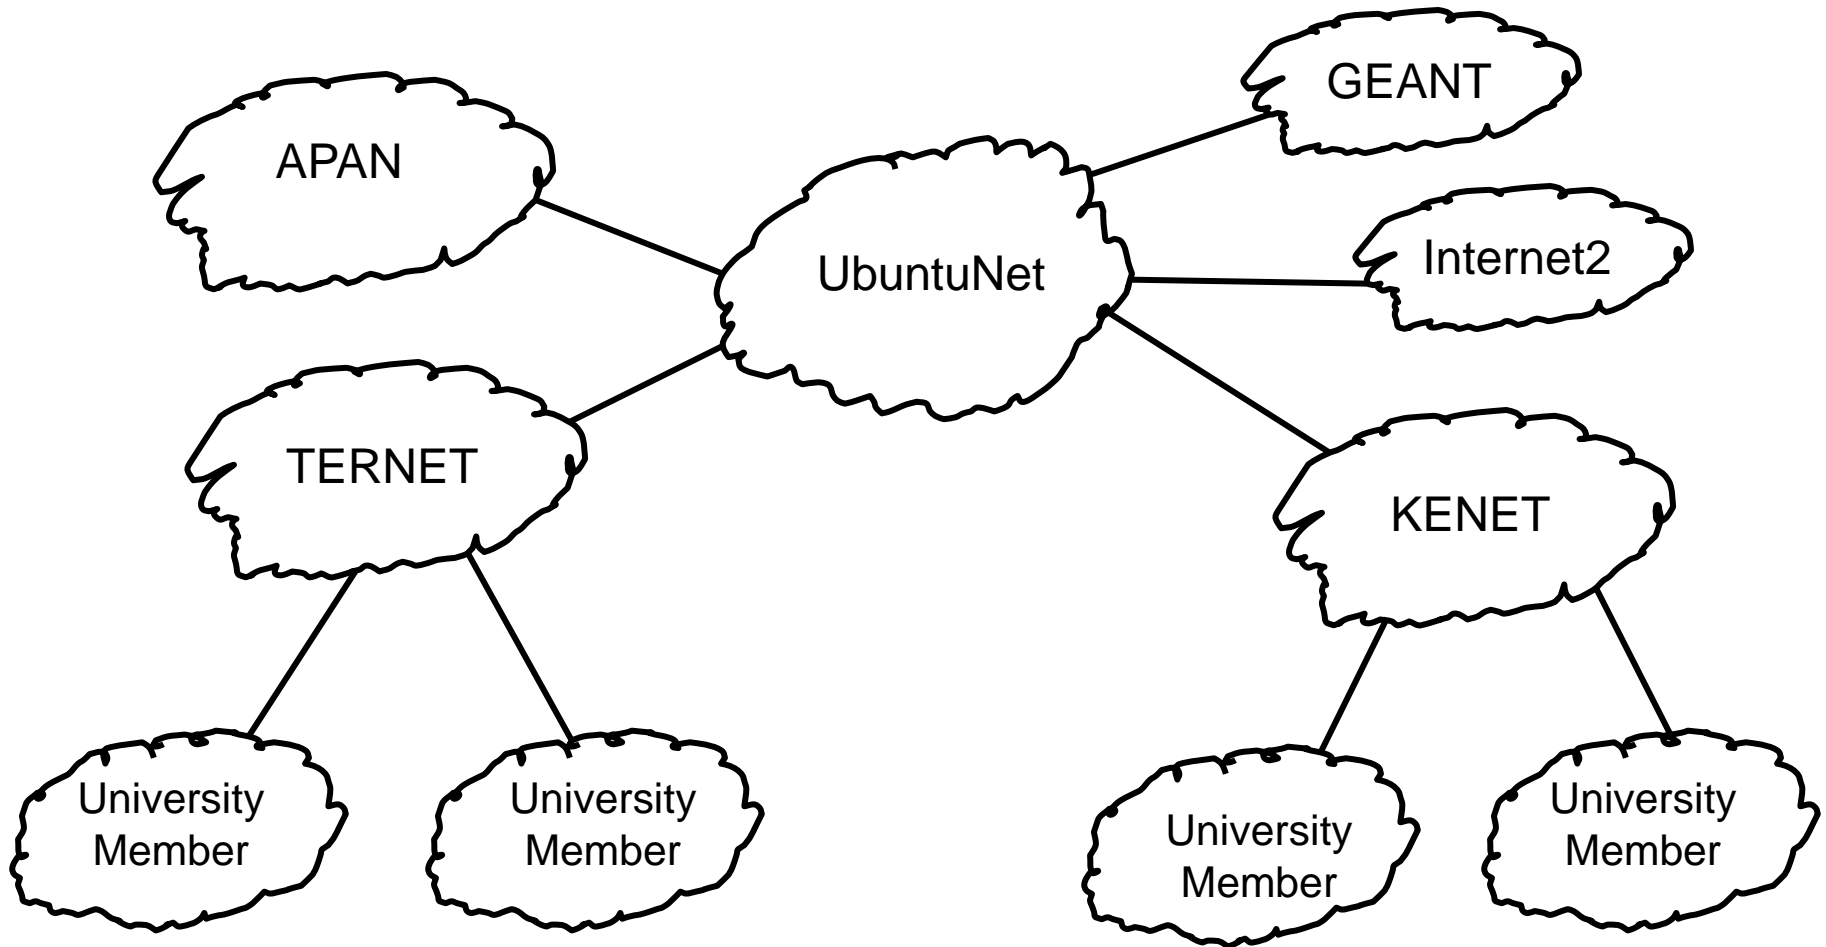 GEANT
APAN
UbuntuNet
Internet2
TERNET
KENET
University
Member
University
Member
University
Member
University
Member